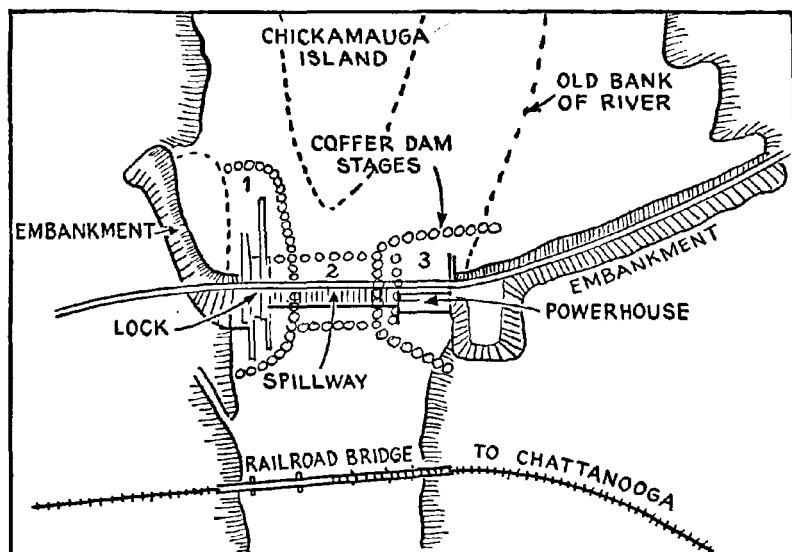 CHICKAMAUGA
ISLAND
OLD BANK
OF RIVER
COFFER DAM
STAGES
1
EMBANKMENT
2
3
EMBANKMENT
LOCK
POWERHOUSE
SPILLWAY
RAILROAD BRIDGE
TO CHATTANOOGA